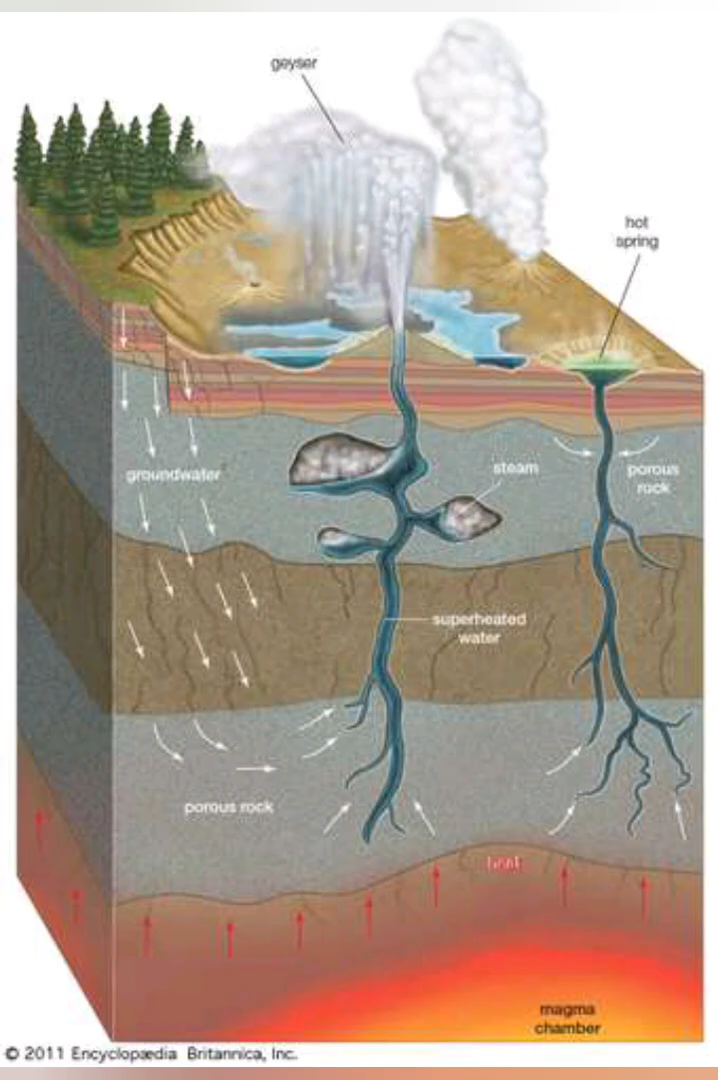 geyser
hot
spring
groundwater
steam
porous
rock
superheated
water
porous rock
heat
magma
chamber
© 2011 Encyclopædia Britannica, Inc.